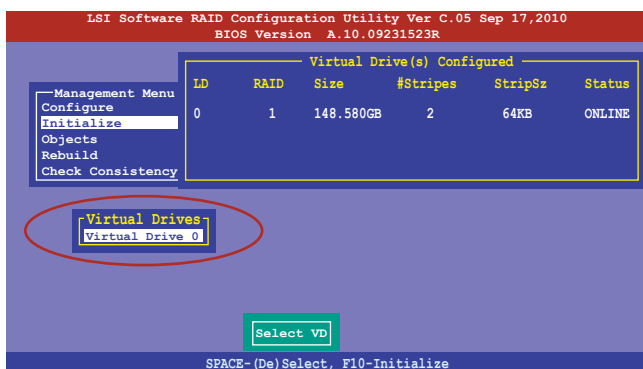 LSI Software RAID Configuration Utility Ver C.05 Sep 17,2010
BIOS Version A.10.09231523R
Virtual Drive(s) Configured
LD RAID Size #Stripes StripSz Status
0 1 148.580GB 2 64KB ONLINE
Management Menu
Configure
Initialize
Objects
Rebuild
Check Consistency
Virtual Drives
Virtual Drive 0
Select VD
SPACE-(De)Select, F10-Initialize